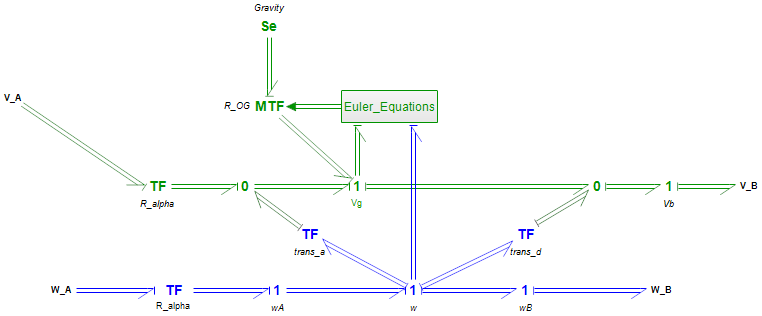 Gravity
Se
V_A
R_OG
MTF
Euler_Equations
TF
0
1
0
1
V_B
R_alpha
Vg
Vb
TF
TF
trans_a
trans_d
W_A
TF
1
1
1
W_B
R_alpha
wA
w
wB